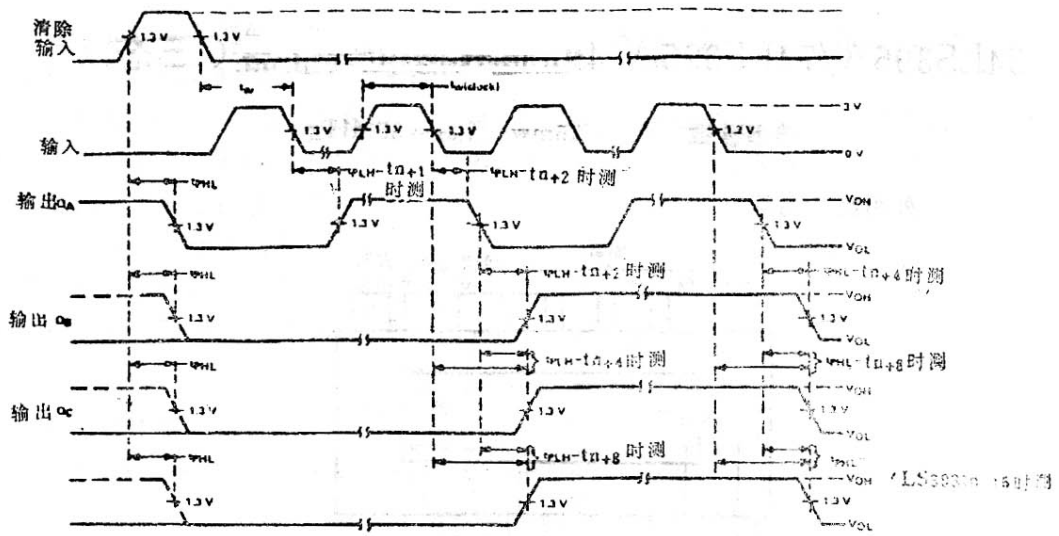 清除
输入
1.3 V
1.3 V
tw
tw(clock)
3 V
输入
1.3 V
1.3 V
1.3 V
1.3 V
0 V
tPHL
tPLH-tn+1
时测
tPLH-tn+2 时测
输出QA
VOH
1.3 V
1.3 V
1.3 V
1.3 V
VOL
tPHL
tPLH-tn+2 时测
tPHL-tn+4时测
VOH
输出 QB
1.3 V
1.3 V
1.3 V
VOL
tPHL
tPLH-tn+4时测
tPHL-tn+8时测
VOH
输出 QC
1.3 V
1.3 V
1.3 V
VOL
tPHL
tPLH-tn+8时测
tPHL
VOH
时测
1.3 V
1.3 V
1.3 V
VOL